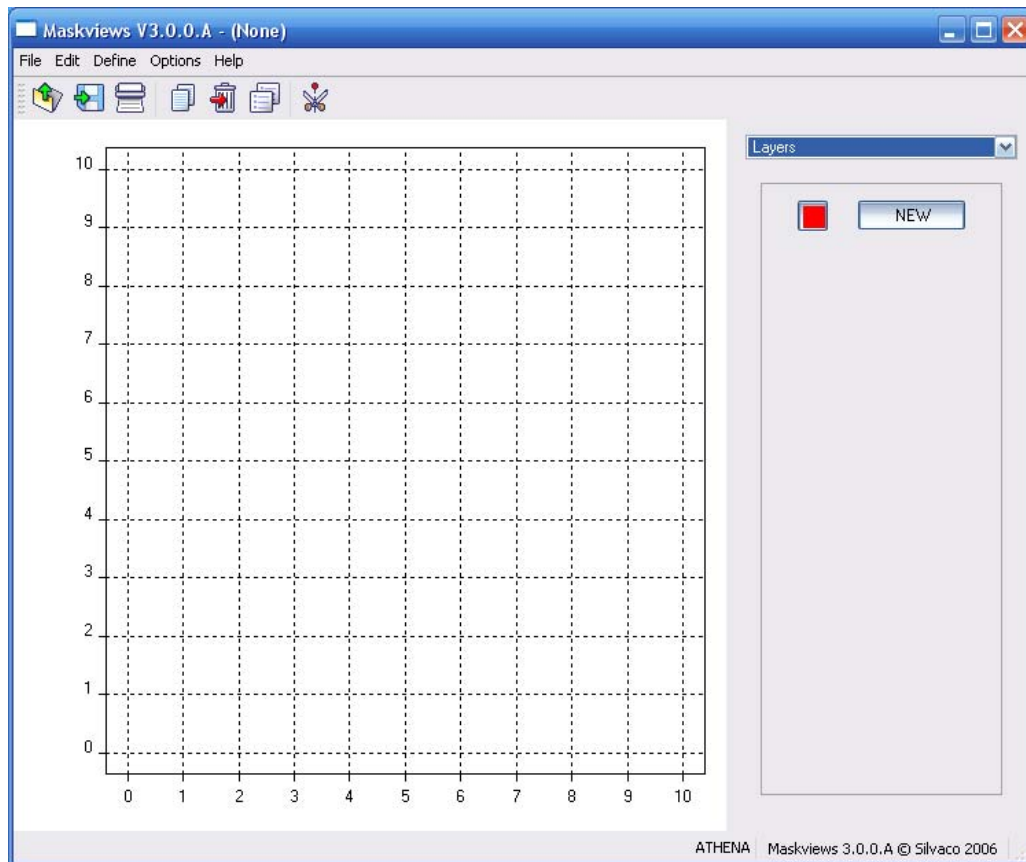 Maskviews V3.0.0.A - (None)
File Edit Define Options Help
Layers
NEW
10
9
8
7
6
5
4
3
2
1
0
0 1 2 3 4 5 6 7 8 9 10
ATHENA Maskviews 3.0.0.A © Silvaco 2006